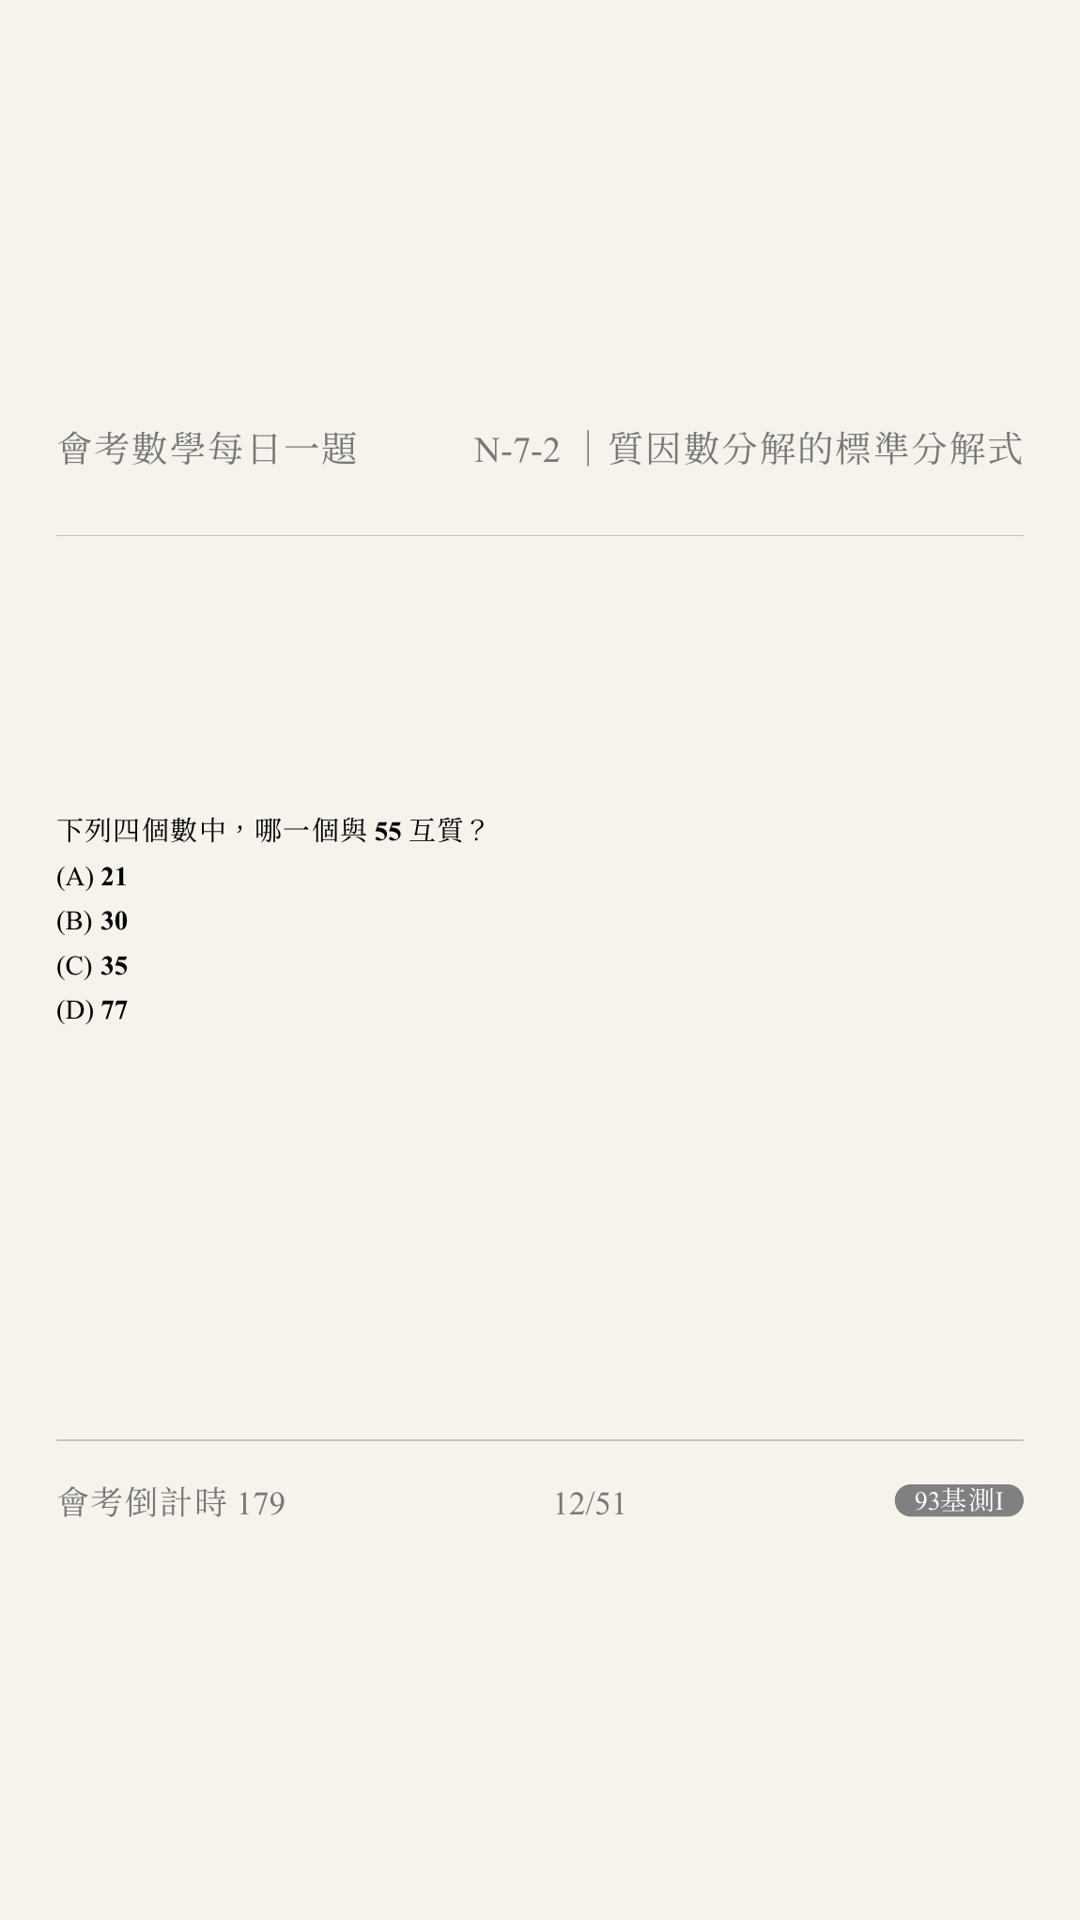 會考數學每日一題
N-7-2｜質因數分解的標準分解式
下列四個數中，哪一個與 55 互質？
(A) 21
(B) 30
(C) 35
(D) 77
會考倒計時 179
12/51
93基測I